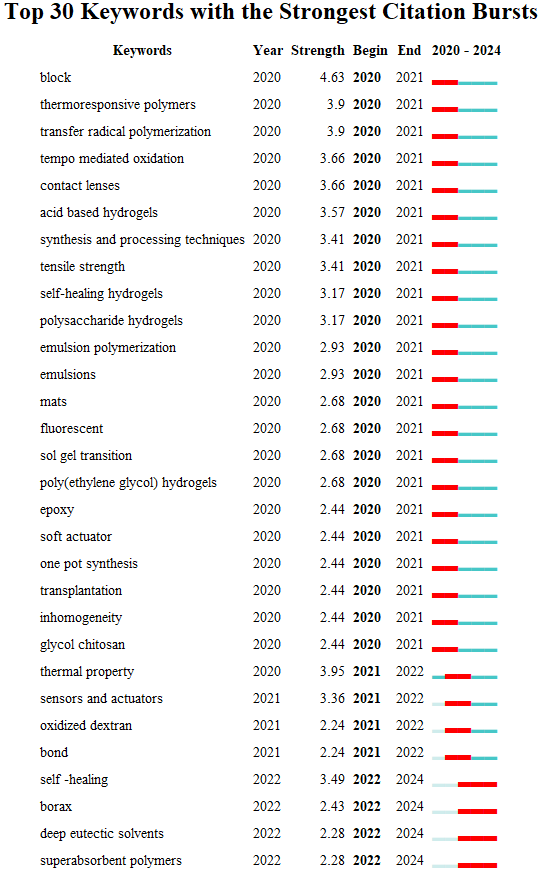 Top 30 Keywords with the Strongest Citation Bursts
Keywords Year Strength Begin End 2020 - 2024
block 2020 4.63 2020 2021
thermoresponsive polymers 2020 3.9 2020 2021
transfer radical polymerization 2020 3.9 2020 2021
tempo mediated oxidation 2020 3.66 2020 2021
contact lenses 2020 3.66 2020 2021
acid based hydrogels 2020 3.57 2020 2021
synthesis and processing techniques 2020 3.41 2020 2021
tensile strength 2020 3.41 2020 2021
self-healing hydrogels 2020 3.17 2020 2021
polysaccharide hydrogels 2020 3.17 2020 2021
emulsion polymerization 2020 2.93 2020 2021
emulsions 2020 2.93 2020 2021
mats 2020 2.68 2020 2021
fluorescent 2020 2.68 2020 2021
sol gel transition 2020 2.68 2020 2021
poly(ethylene glycol) hydrogels 2020 2.68 2020 2021
epoxy 2020 2.44 2020 2021
soft actuator 2020 2.44 2020 2021
one pot synthesis 2020 2.44 2020 2021
transplantation 2020 2.44 2020 2021
inhomogeneity 2020 2.44 2020 2021
glycol chitosan 2020 2.44 2020 2021
thermal property 2020 3.95 2021 2022
sensors and actuators 2021 3.36 2021 2022
oxidized dextran 2021 2.24 2021 2022
bond 2021 2.24 2021 2022
self -healing 2022 3.49 2022 2024
borax 2022 2.43 2022 2024
deep eutectic solvents 2022 2.28 2022 2024
superabsorbent polymers 2022 2.28 2022 2024